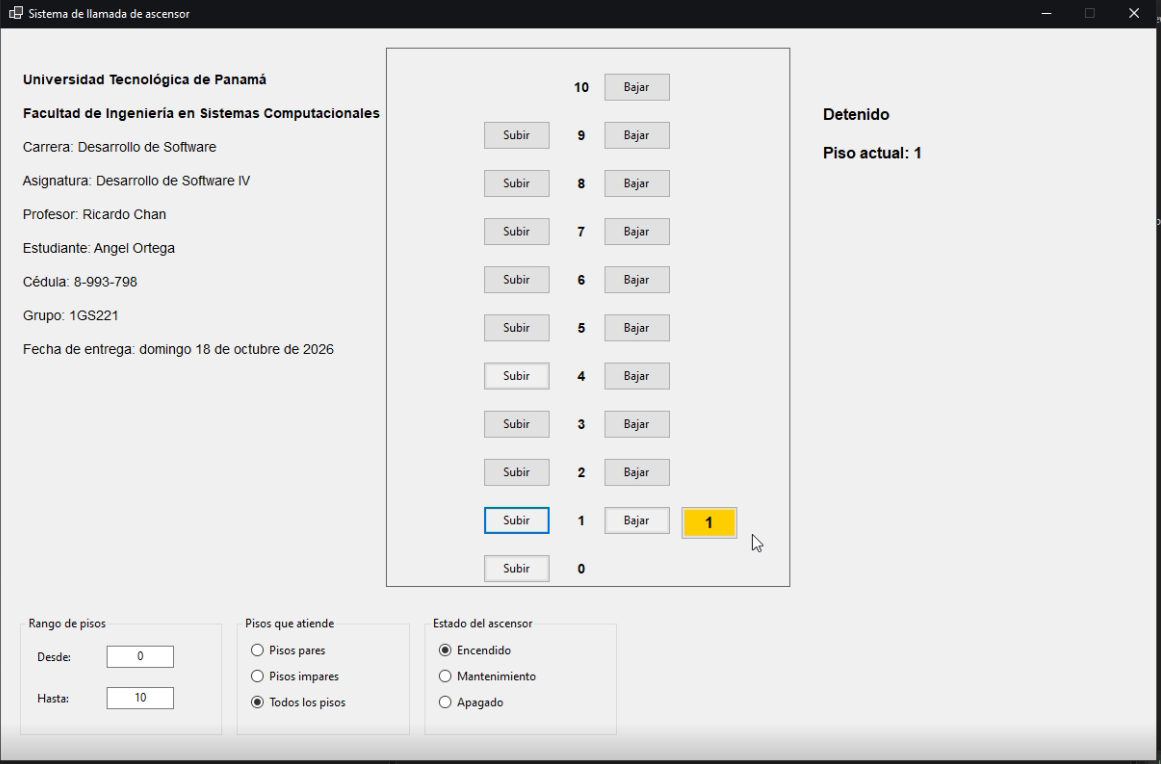 Sistema de llamada de ascensor
Universidad Tecnológica de Panamá
Facultad de Ingeniería en Sistemas Computacionales
Carrera: Desarrollo de Software
Asignatura: Desarrollo de Software IV
Profesor: Ricardo Chan
Estudiante: Angel Ortega
Cédula: 8-993-798
Grupo: 1GS221
Fecha de entrega: domingo 18 de octubre de 2026
10 Bajar
Subir 9 Bajar
Subir 8 Bajar
Subir 7 Bajar
Subir 6 Bajar
Subir 5 Bajar
Subir 4 Bajar
Subir 3 Bajar
Subir 2 Bajar
Subir 1 Bajar 1
Subir 0
Detenido
Piso actual: 1
Rango de pisos
Desde: 0
Hasta: 10
Pisos que atiende
Pisos pares
Pisos impares
Todos los pisos
Estado del ascensor
Encendido
Mantenimiento
Apagado